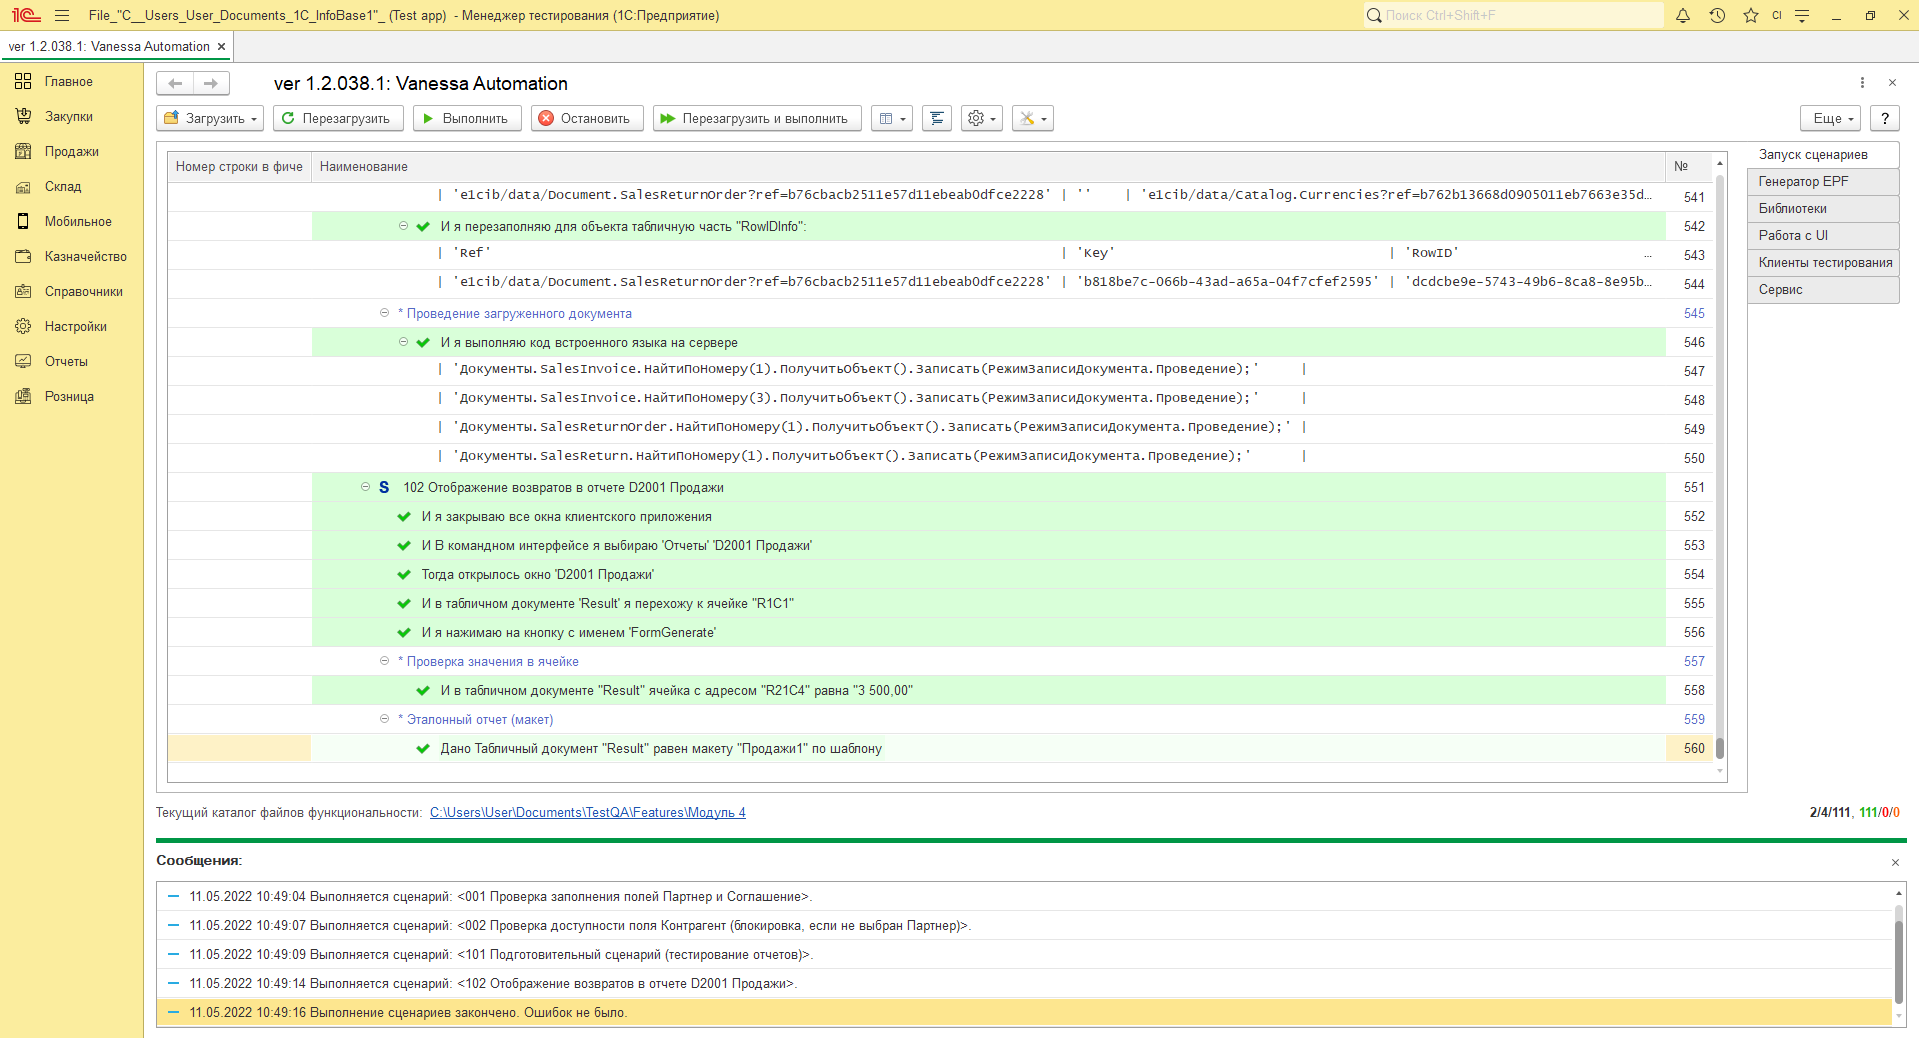 1С File_"C__Users_User_Documents_1C_InfoBase1"_ (Test app) - Менеджер тестирования (1С:Предприятие) Поиск Ctrl+Shift+F CI
ver 1.2.038.1: Vanessa Automation ×
Главное
Закупки
Продажи
Склад
Мобильное
Казначейство
Справочники
Настройки
Отчеты
Розница
ver 1.2.038.1: Vanessa Automation
Загрузить Перезагрузить Выполнить Остановить Перезагрузить и выполнить Еще ?
Запуск сценариев
Генератор EPF
Библиотеки
Работа с UI
Клиенты тестирования
Сервис
Номер строки в фиче Наименование №
| 'e1cib/data/Document.SalesReturnOrder?ref=b76cbacb2511e57d11ebeab0dfce2228' | '' | 'e1cib/data/Catalog.Currencies?ref=b762b13668d0905011eb7663e35d... 541
И я перезаполняю для объекта табличную часть "RowIDInfo": 542
| 'Ref' | 'Key' | 'RowID' ... 543
| 'e1cib/data/Document.SalesReturnOrder?ref=b76cbacb2511e57d11ebeab0dfce2228' | 'b818be7c-066b-43ad-a65a-04f7cfef2595' | 'dcdcbe9e-5743-49b6-8ca8-8e95b... 544
* Проведение загруженного документа 545
И я выполняю код встроенного языка на сервере 546
| 'Документы.SalesInvoice.НайтиПоНомеру(1).ПолучитьОбъект().Записать(РежимЗаписиДокумента.Проведение);' | 547
| 'Документы.SalesInvoice.НайтиПоНомеру(3).ПолучитьОбъект().Записать(РежимЗаписиДокумента.Проведение);' | 548
| 'Документы.SalesReturnOrder.НайтиПоНомеру(1).ПолучитьОбъект().Записать(РежимЗаписиДокумента.Проведение);' | 549
| 'Документы.SalesReturn.НайтиПоНомеру(1).ПолучитьОбъект().Записать(РежимЗаписиДокумента.Проведение);' | 550
S 102 Отображение возвратов в отчете D2001 Продажи 551
И я закрываю все окна клиентского приложения 552
И В командном интерфейсе я выбираю 'Отчеты' 'D2001 Продажи' 553
Тогда открылось окно 'D2001 Продажи' 554
И в табличном документе 'Result' я перехожу к ячейке "R1C1" 555
И я нажимаю на кнопку с именем 'FormGenerate' 556
* Проверка значения в ячейке 557
И в табличном документе "Result" ячейка с адресом "R21C4" равна "3 500,00" 558
* Эталонный отчет (макет) 559
Дано Табличный документ "Result" равен макету "Продажи1" по шаблону 560
Текущий каталог файлов функциональности: C:\Users\User\Documents\TestQA\Features\Модуль 4 2/4/111, 111/0/0
Сообщения:
11.05.2022 10:49:04 Выполняется сценарий: <001 Проверка заполнения полей Партнер и Соглашение>.
11.05.2022 10:49:07 Выполняется сценарий: <002 Проверка доступности поля Контрагент (блокировка, если не выбран Партнер)>.
11.05.2022 10:49:09 Выполняется сценарий: <101 Подготовительный сценарий (тестирование отчетов)>.
11.05.2022 10:49:14 Выполняется сценарий: <102 Отображение возвратов в отчете D2001 Продажи>.
11.05.2022 10:49:16 Выполнение сценариев закончено. Ошибок не было.